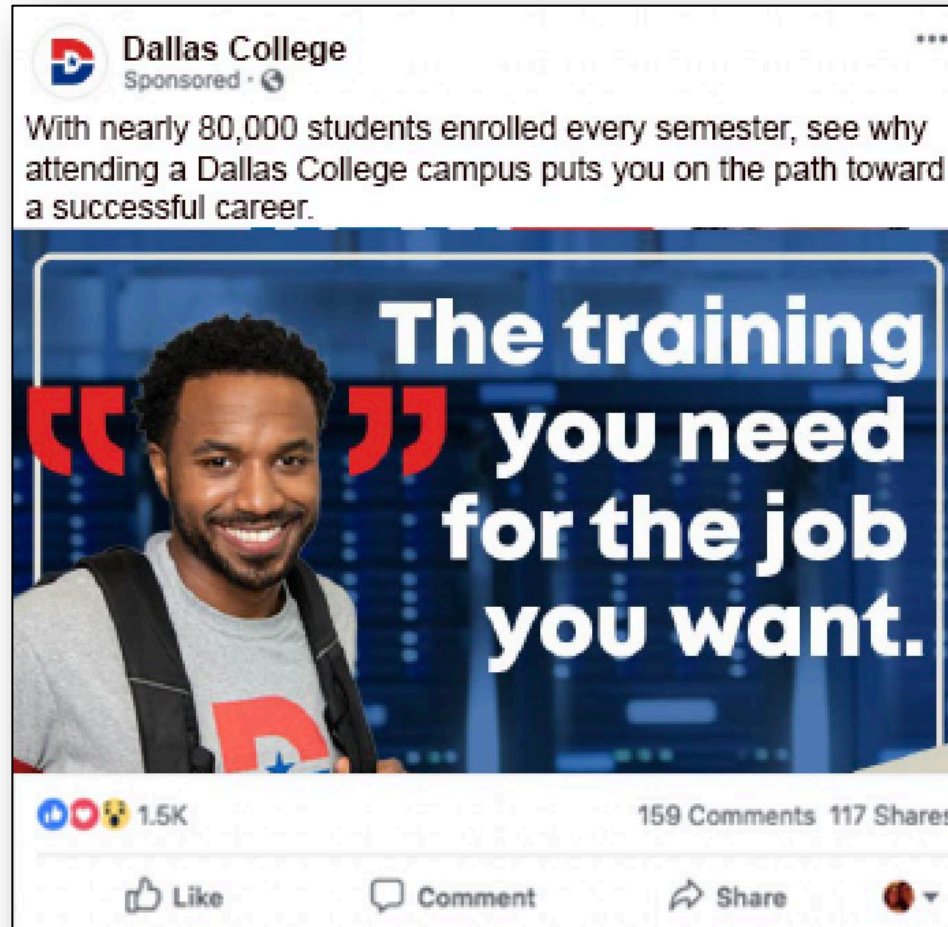 Dallas College
Sponsored ·
With nearly 80,000 students enrolled every semester, see why
attending a Dallas College campus puts you on the path toward
a successful career.
“ ”
The training
you need
for the job
you want.
D
1.5K 159 Comments 117 Shares
Like Comment Share